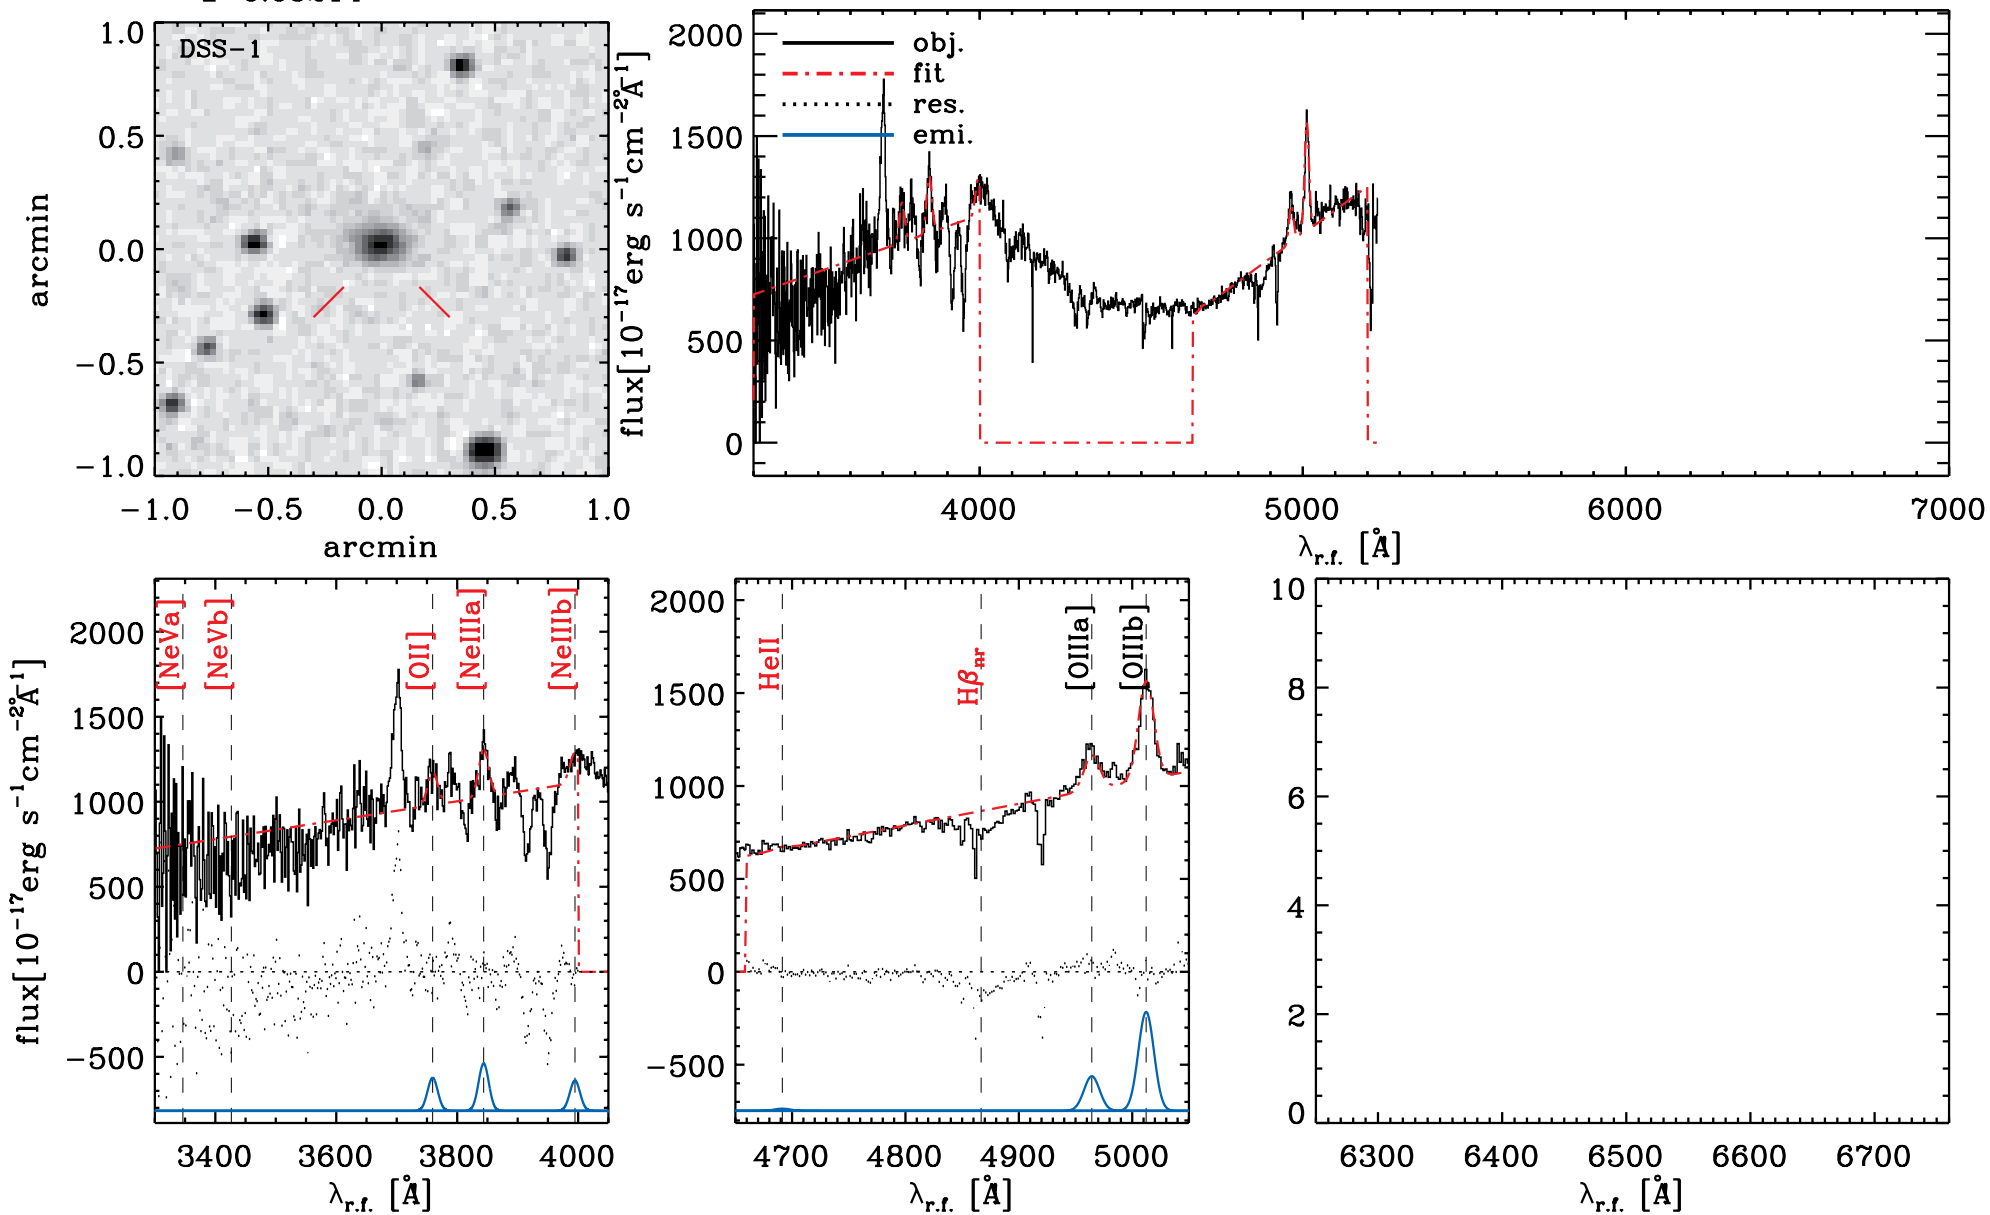 DSS-1
1.0
0.5
0.0
−0.5
−1.0
arcmin
−1.0 −0.5 0.0 0.5 1.0
arcmin
flux[10⁻¹⁷erg s⁻¹cm⁻²Å⁻¹]
2000
1500
1000
500
0
obj.
fit
res.
emi.
4000 5000 6000 7000
λr.f. [Å]
flux[10⁻¹⁷erg s⁻¹cm⁻²Å⁻¹]
2000
1500
1000
500
0
−500
[NeVa] [NeVb] [OII] [NeIIIa] [NeIIIb]
3400 3600 3800 4000
λr.f. [Å]
2000
1500
1000
500
0
−500
HeII Hβnr [OIIIa] [OIIIb]
4700 4800 4900 5000
λr.f. [Å]
10
8
6
4
2
0
6300 6400 6500 6600 6700
λr.f. [Å]